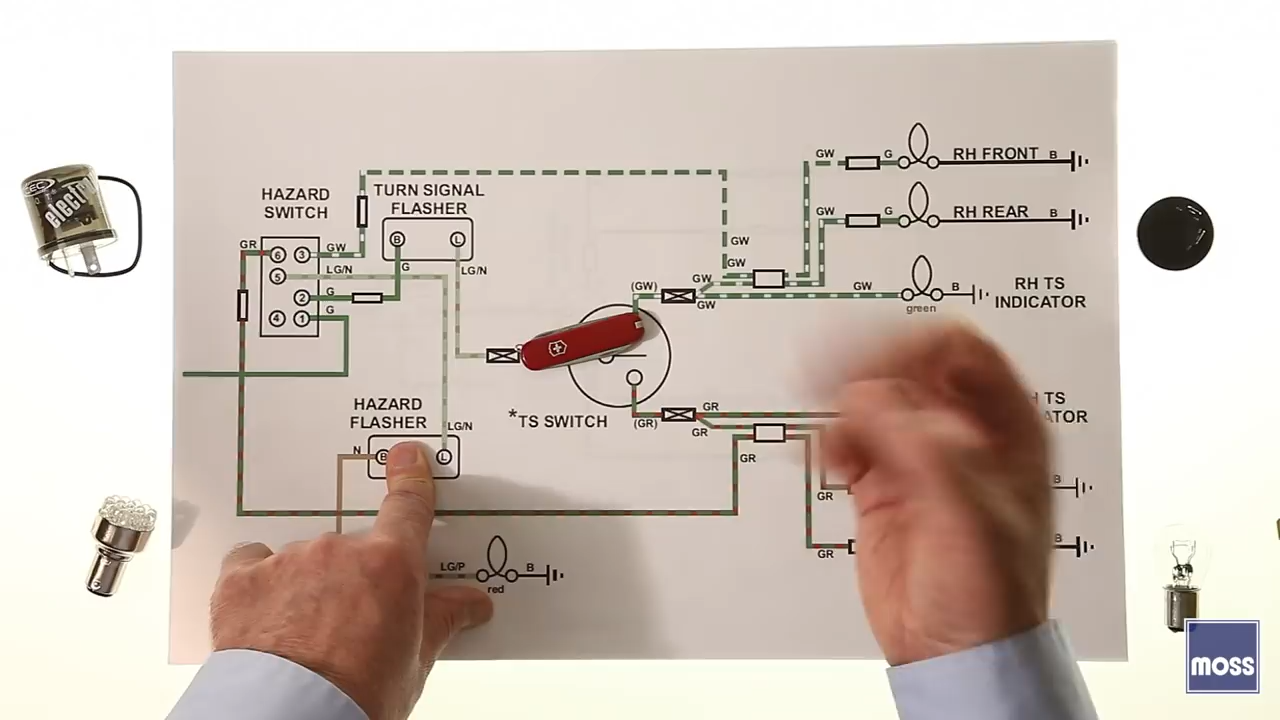 HAZARD
SWITCH
TURN SIGNAL
FLASHER
GR
6
3
GW
5
LG/N
2
G
4
1
G
B
L
G
LG/N
GW
GW
GW
(GW)
GW
GW
GW
G
RH FRONT
B
GW
G
RH REAR
B
GW
green
B
RH TS
INDICATOR
*TS SWITCH
(GR)
GR
GR
GR
GR
GR
TS
B
B
HAZARD
FLASHER
N
B
L
LG/N
LG/P
red
B
electro
moss